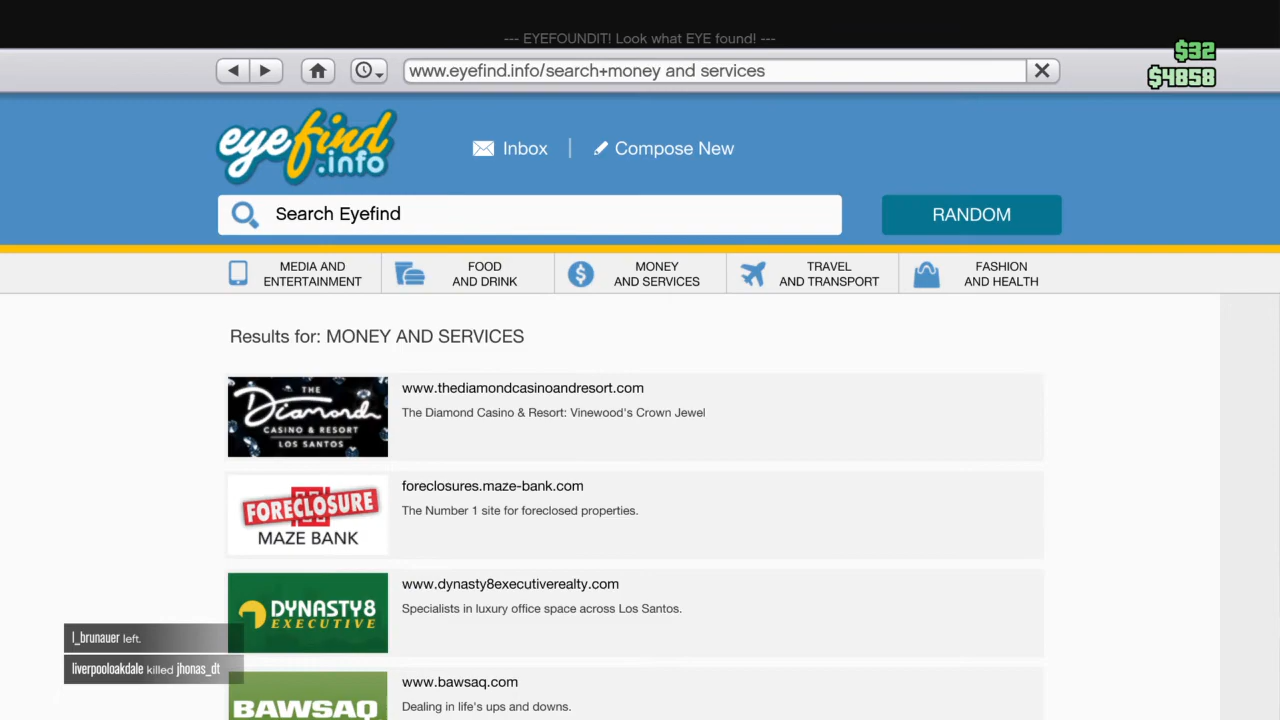 --- EYEFOUNDIT! Look what EYE found! ---
$32
www.eyefind.info/search+money and services
$4858
eyefind
.info
Inbox
Compose New
Search Eyefind
RANDOM
MEDIA AND
ENTERTAINMENT
FOOD
AND DRINK
MONEY
AND SERVICES
TRAVEL
AND TRANSPORT
FASHION
AND HEALTH
Results for: MONEY AND SERVICES
THE
Diamond
CASINO & RESORT
LOS SANTOS
www.thediamondcasinoandresort.com
The Diamond Casino & Resort: Vinewood's Crown Jewel
FORECLOSURE
MAZE BANK
foreclosures.maze-bank.com
The Number 1 site for foreclosed properties.
DYNASTY8
EXECUTIVE
www.dynasty8executiverealty.com
Specialists in luxury office space across Los Santos.
l_brunauer left.
liverpooloakdale killed jhonas_dt
BAWSAQ
www.bawsaq.com
Dealing in life's ups and downs.